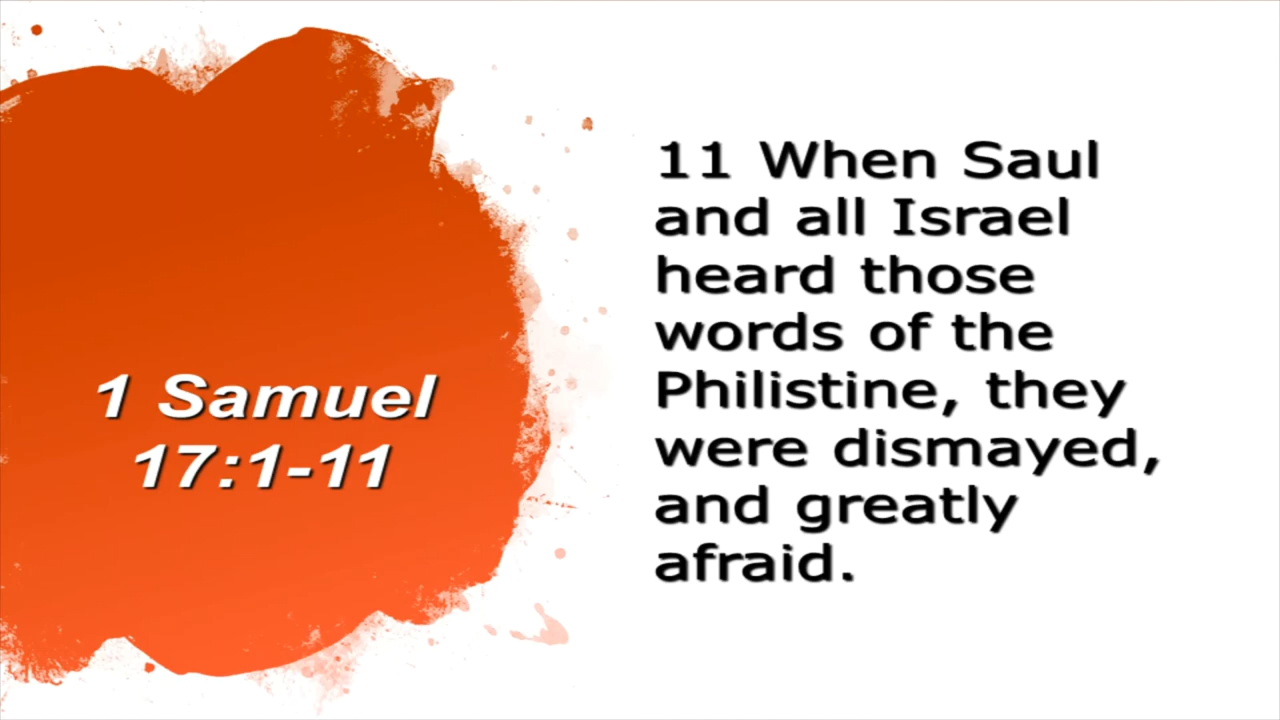 1 Samuel
17:1-11
11 When Saul
and all Israel
heard those
words of the
Philistine, they
were dismayed,
and greatly
afraid.